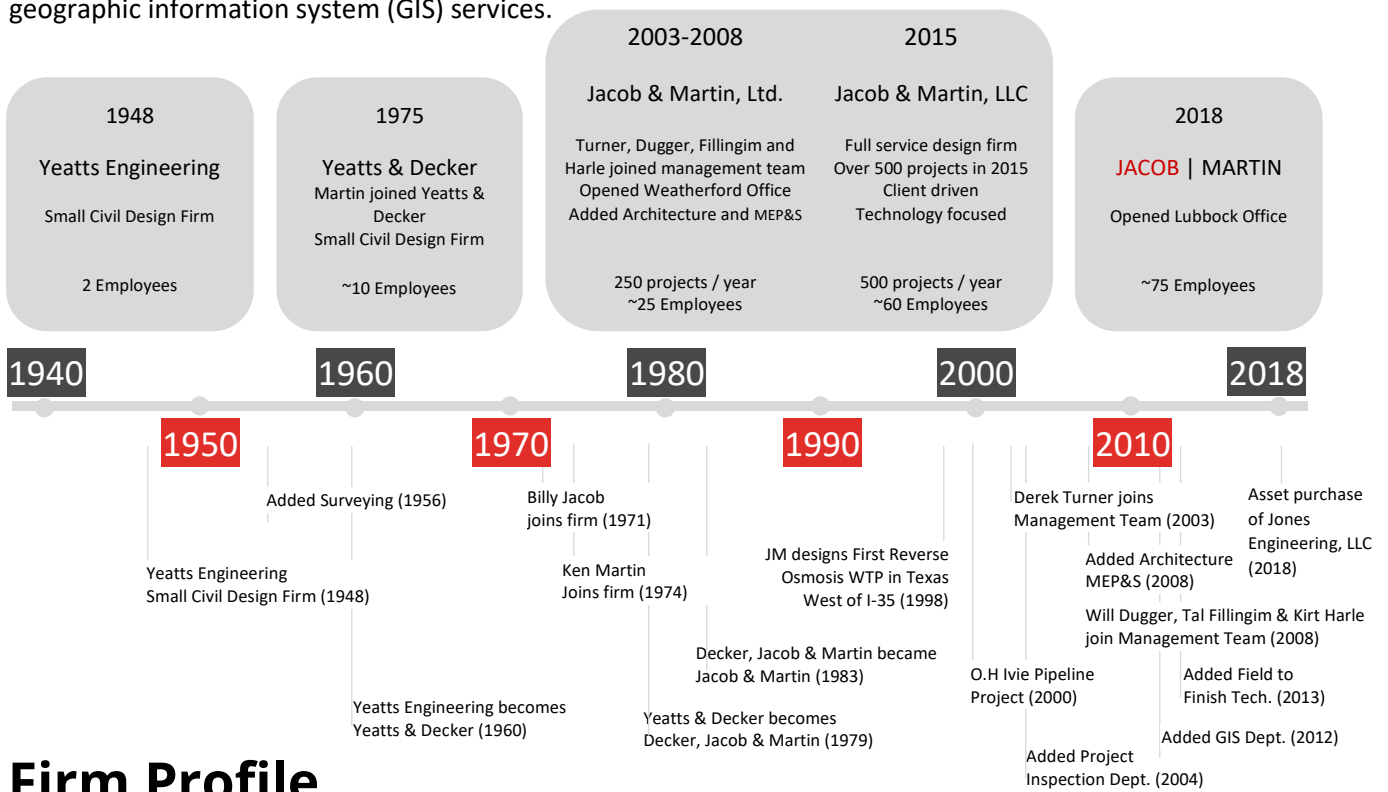 geographic information system (GIS) services.
1948
Yeatts Engineering
Small Civil Design Firm
2 Employees
1975
Yeatts & Decker
Martin joined Yeatts &
Decker
Small Civil Design Firm
~10 Employees
2003-2008
Jacob & Martin, Ltd.
Turner, Dugger, Fillingim and
Harle joined management team
Opened Weatherford Office
Added Architecture and MEP&S
250 projects / year
~25 Employees
2015
Jacob & Martin, LLC
Full service design firm
Over 500 projects in 2015
Client driven
Technology focused
500 projects / year
~60 Employees
2018
JACOB | MARTIN
Opened Lubbock Office
~75 Employees
1940
1960
1980
2000
2018
1950
1970
1990
2010
Added Surveying (1956)
Yeatts Engineering
Small Civil Design Firm (1948)
Yeatts Engineering becomes
Yeatts & Decker (1960)
Billy Jacob
joins firm (1971)
Ken Martin
Joins firm (1974)
Yeatts & Decker becomes
Decker, Jacob & Martin (1979)
Decker, Jacob & Martin became
Jacob & Martin (1983)
JM designs First Reverse
Osmosis WTP in Texas
West of I-35 (1998)
O.H Ivie Pipeline
Project (2000)
Derek Turner joins
Management Team (2003)
Added Project
Inspection Dept. (2004)
Added Architecture
MEP&S (2008)
Will Dugger, Tal Fillingim & Kirt Harle
join Management Team (2008)
Added GIS Dept. (2012)
Added Field to
Finish Tech. (2013)
Asset purchase
of Jones
Engineering, LLC
(2018)
Firm Profile